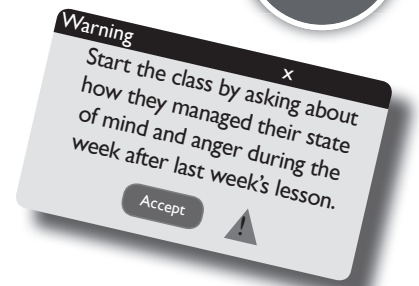 Warning
x
Start the class by asking about
how they managed their state
of mind and anger during the
week after last week's lesson.
Accept
!